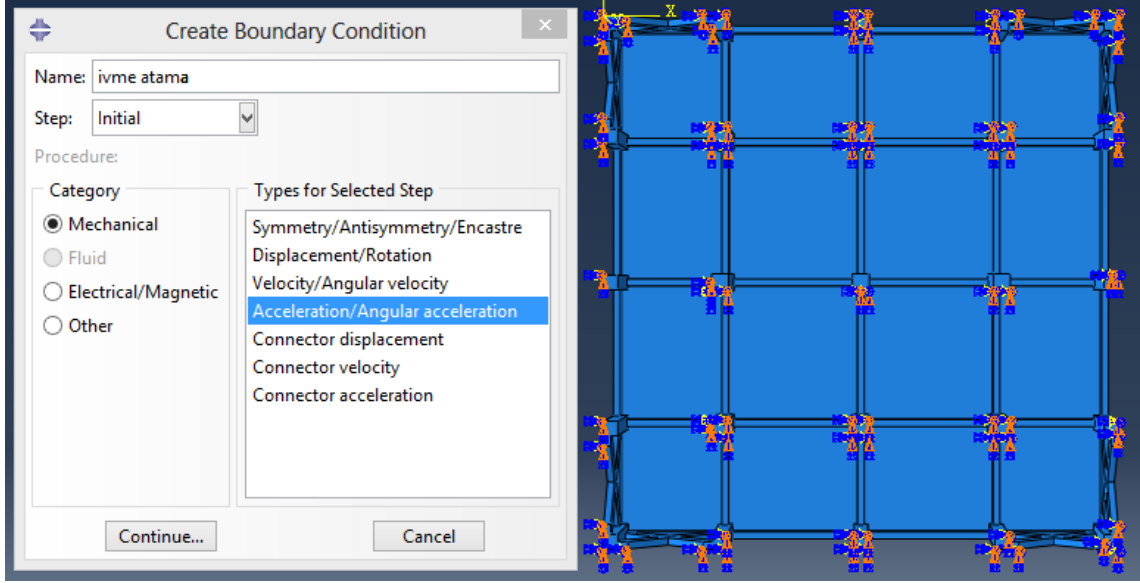 Create Boundary Condition
Name: ivme atama
Step: Initial
Procedure:
Category
Mechanical
Fluid
Electrical/Magnetic
Other
Types for Selected Step
Symmetry/Antisymmetry/Encastre
Displacement/Rotation
Velocity/Angular velocity
Acceleration/Angular acceleration
Connector displacement
Connector velocity
Connector acceleration
Continue...
Cancel
X